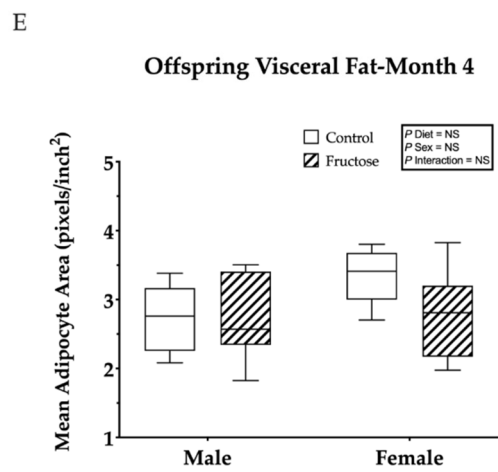 E
Offspring Visceral Fat-Month 4
Control
Fructose
P Diet = NS
P Sex = NS
P Interaction = NS
Mean Adipocyte Area (pixels/inch²)
5
4
3
2
1
Male
Female